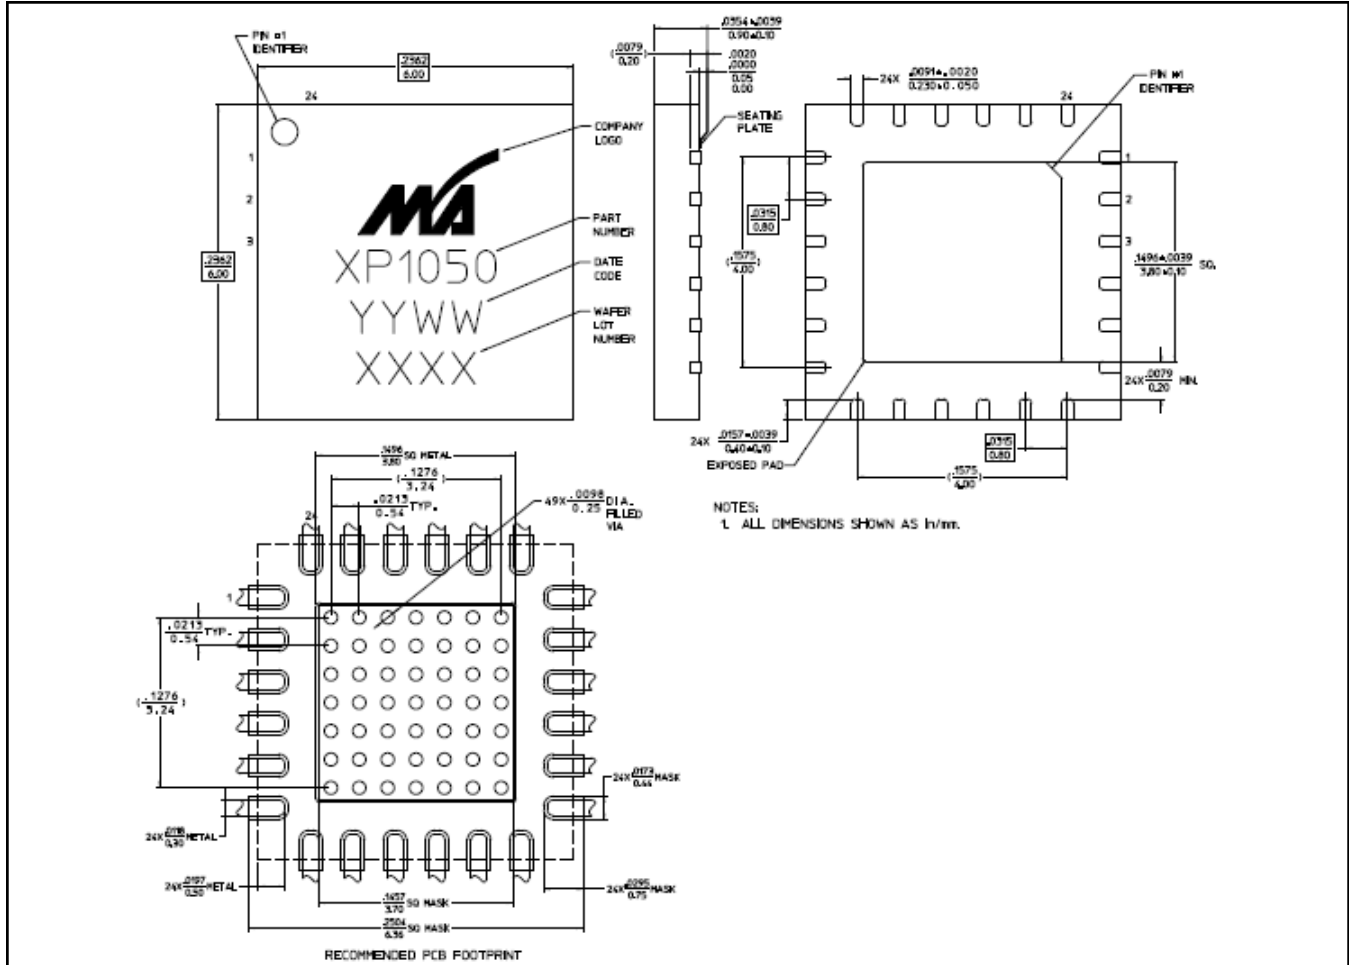 PIN #1
IDENTIFIER
.2362
6.00
24
1
2
3
.2362
6.00
MA
XP1050
YYWW
XXXX
COMPANY
LOGO
PART
NUMBER
DATE
CODE
WAFER
LOT
NUMBER
.0354±.0039
0.90±0.10
(.0079
0.20)
.0020
.0000
0.05
0.00
SEATING
PLATE
24X .0091±.0020
0.230±0.050
24
PIN #1
IDENTIFIER
1
2
3
.0315
0.80
(.1575
4.00)
.1496±.0039 SQ.
3.80±0.10
24X .0079 MIN.
0.20
24X .0157±.0039
0.40±0.10
EXPOSED PAD
.0315
0.80
(.1575
4.00)
NOTES:
1. ALL DIMENSIONS SHOWN AS in/mm.
.1496 SQ METAL
3.80
(.1276
3.24)
.0213 TYP.
0.54
49X .0098 DIA.
0.25 FILLED
VIA
24
1
.0213 TYP.
0.54
(.1276
3.24)
24X .0118 METAL
0.30
24X .0197 METAL
0.50
24X .0173 MASK
0.44
24X .0295 MASK
0.75
.1457 SQ MASK
3.70
.2504 SQ MASK
6.36
RECOMMENDED PCB FOOTPRINT